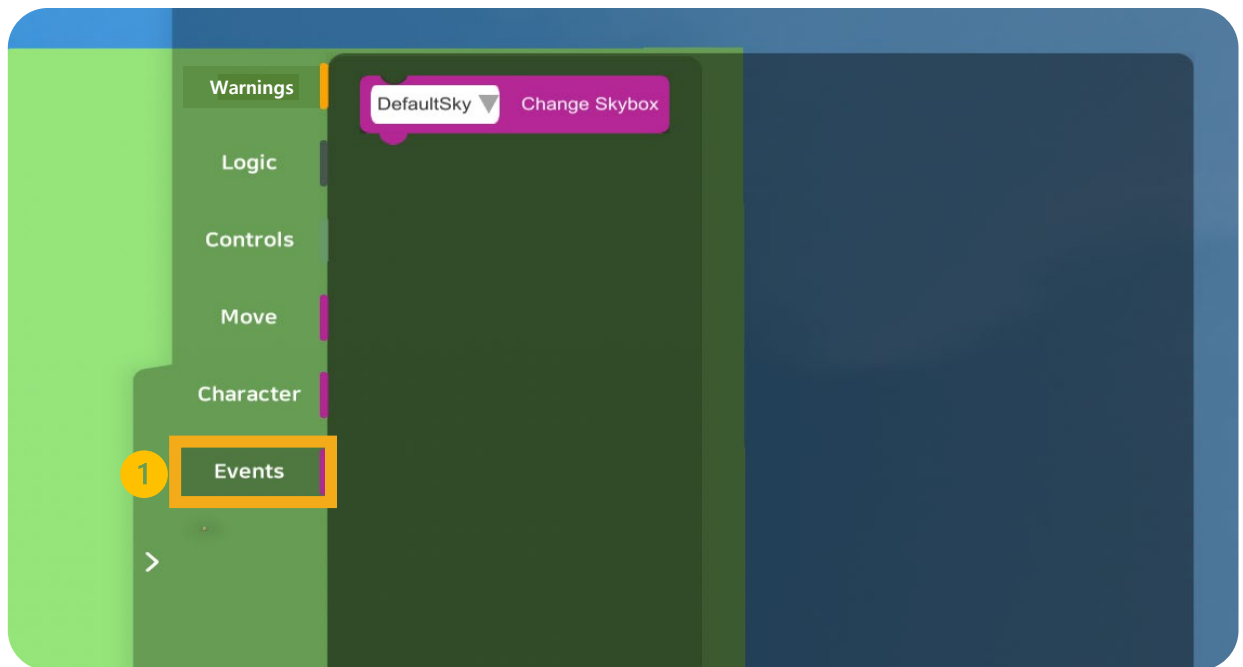 Warnings
DefaultSky Change Skybox
Logic
Controls
Move
Character
1 Events
>